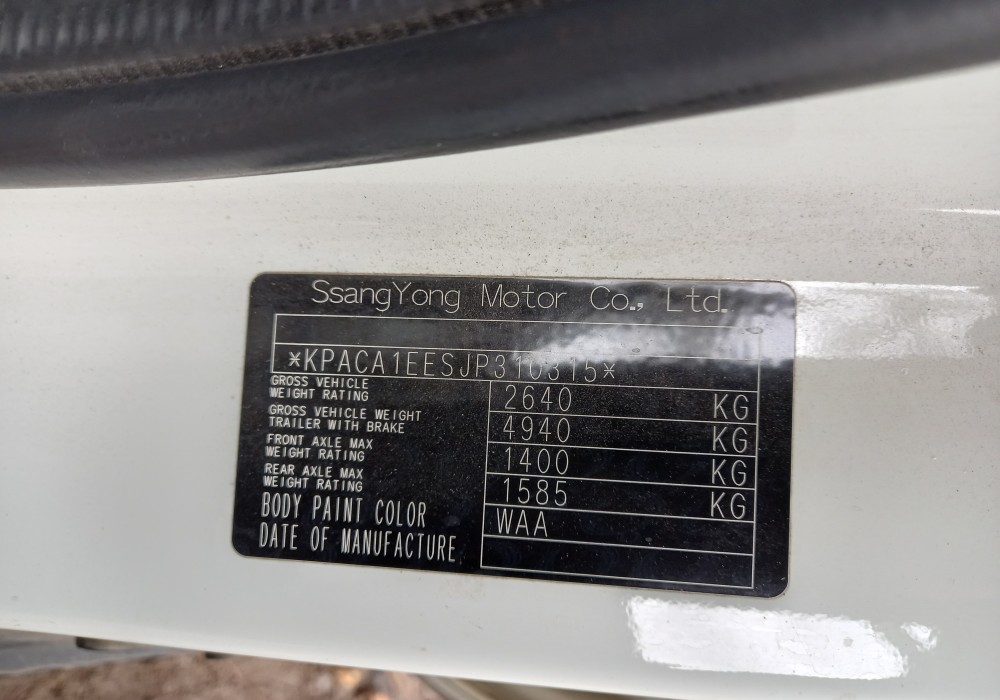 SsangYong Motor Co., Ltd.
*KPACA1EESJP310315*
GROSS VEHICLE
WEIGHT RATING 2640 KG
GROSS VEHICLE WEIGHT
TRAILER WITH BRAKE 4940 KG
FRONT AXLE MAX
WEIGHT RATING 1400 KG
REAR AXLE MAX
WEIGHT RATING 1585 KG
BODY PAINT COLOR WAA
DATE OF MANUFACTURE